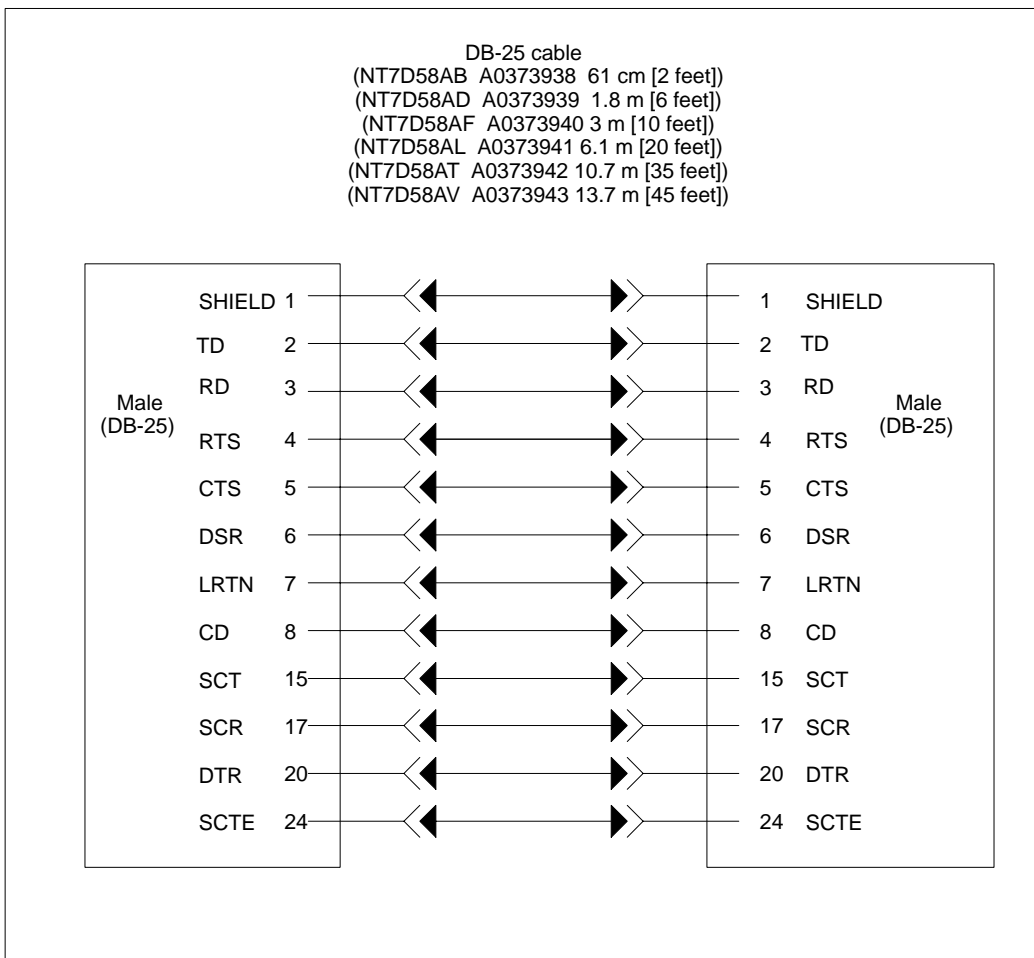 DB-25 cable
(NT7D58AB A0373938 61 cm [2 feet])
(NT7D58AD A0373939 1.8 m [6 feet])
(NT7D58AF A0373940 3 m [10 feet])
(NT7D58AL A0373941 6.1 m [20 feet])
(NT7D58AT A0373942 10.7 m [35 feet])
(NT7D58AV A0373943 13.7 m [45 feet])
SHIELD 1 1 SHIELD
TD 2 2 TD
RD 3 3 RD
Male Male
(DB-25) (DB-25)
RTS 4 4 RTS
CTS 5 5 CTS
DSR 6 6 DSR
LRTN 7 7 LRTN
CD 8 8 CD
SCT 15 15 SCT
SCR 17 17 SCR
DTR 20 20 DTR
SCTE 24 24 SCTE